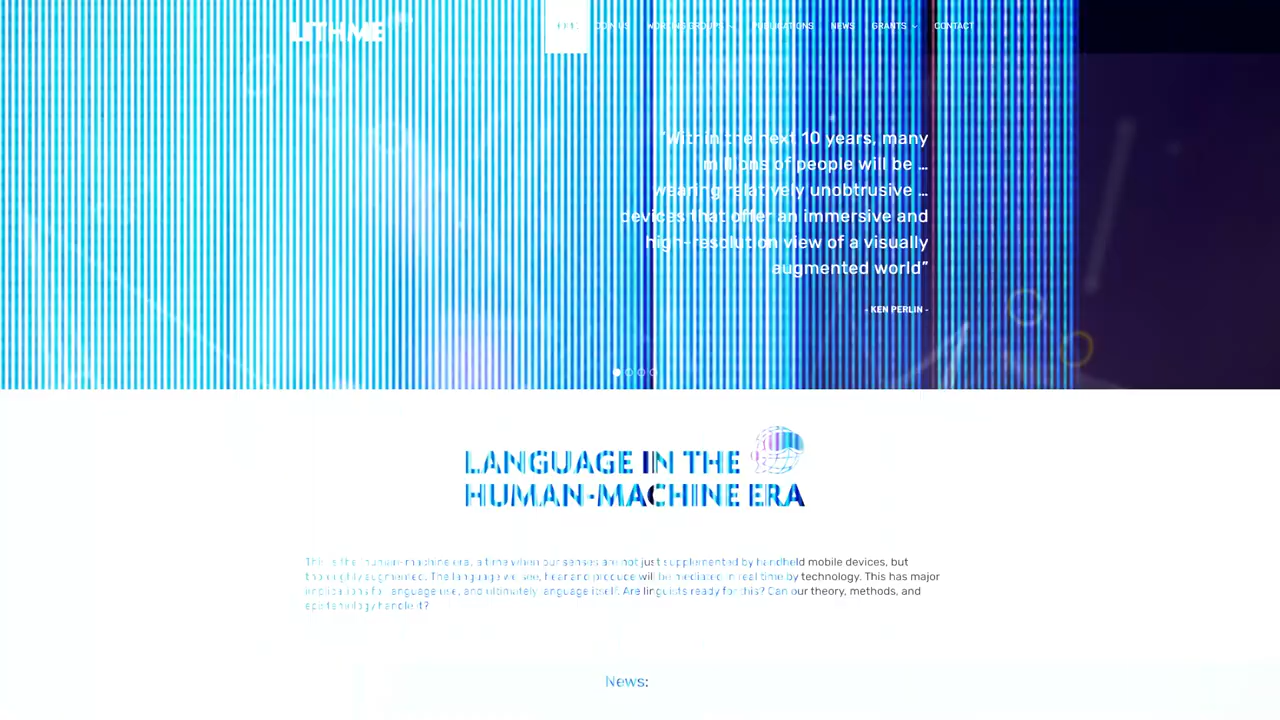 LITHME
HOME JOIN US WORKING GROUPS PUBLICATIONS NEWS GRANTS CONTACT
"Within the next 10 years, many
millions of people will be …
wearing relatively unobtrusive …
devices that offer an immersive and
high-resolution view of a visually
augmented world”
- KEN PERLIN -
LANGUAGE IN THE
HUMAN-MACHINE ERA
This is the 'human-machine era', a time when our senses are not just supplemented by handheld mobile devices, but
thoroughly augmented. The language we see, hear and produce will be mediated in real time by technology. This has major
implications for language use, and ultimately language itself. Are linguists ready for this? Can our theory, methods, and
epistemology handle it?
News: